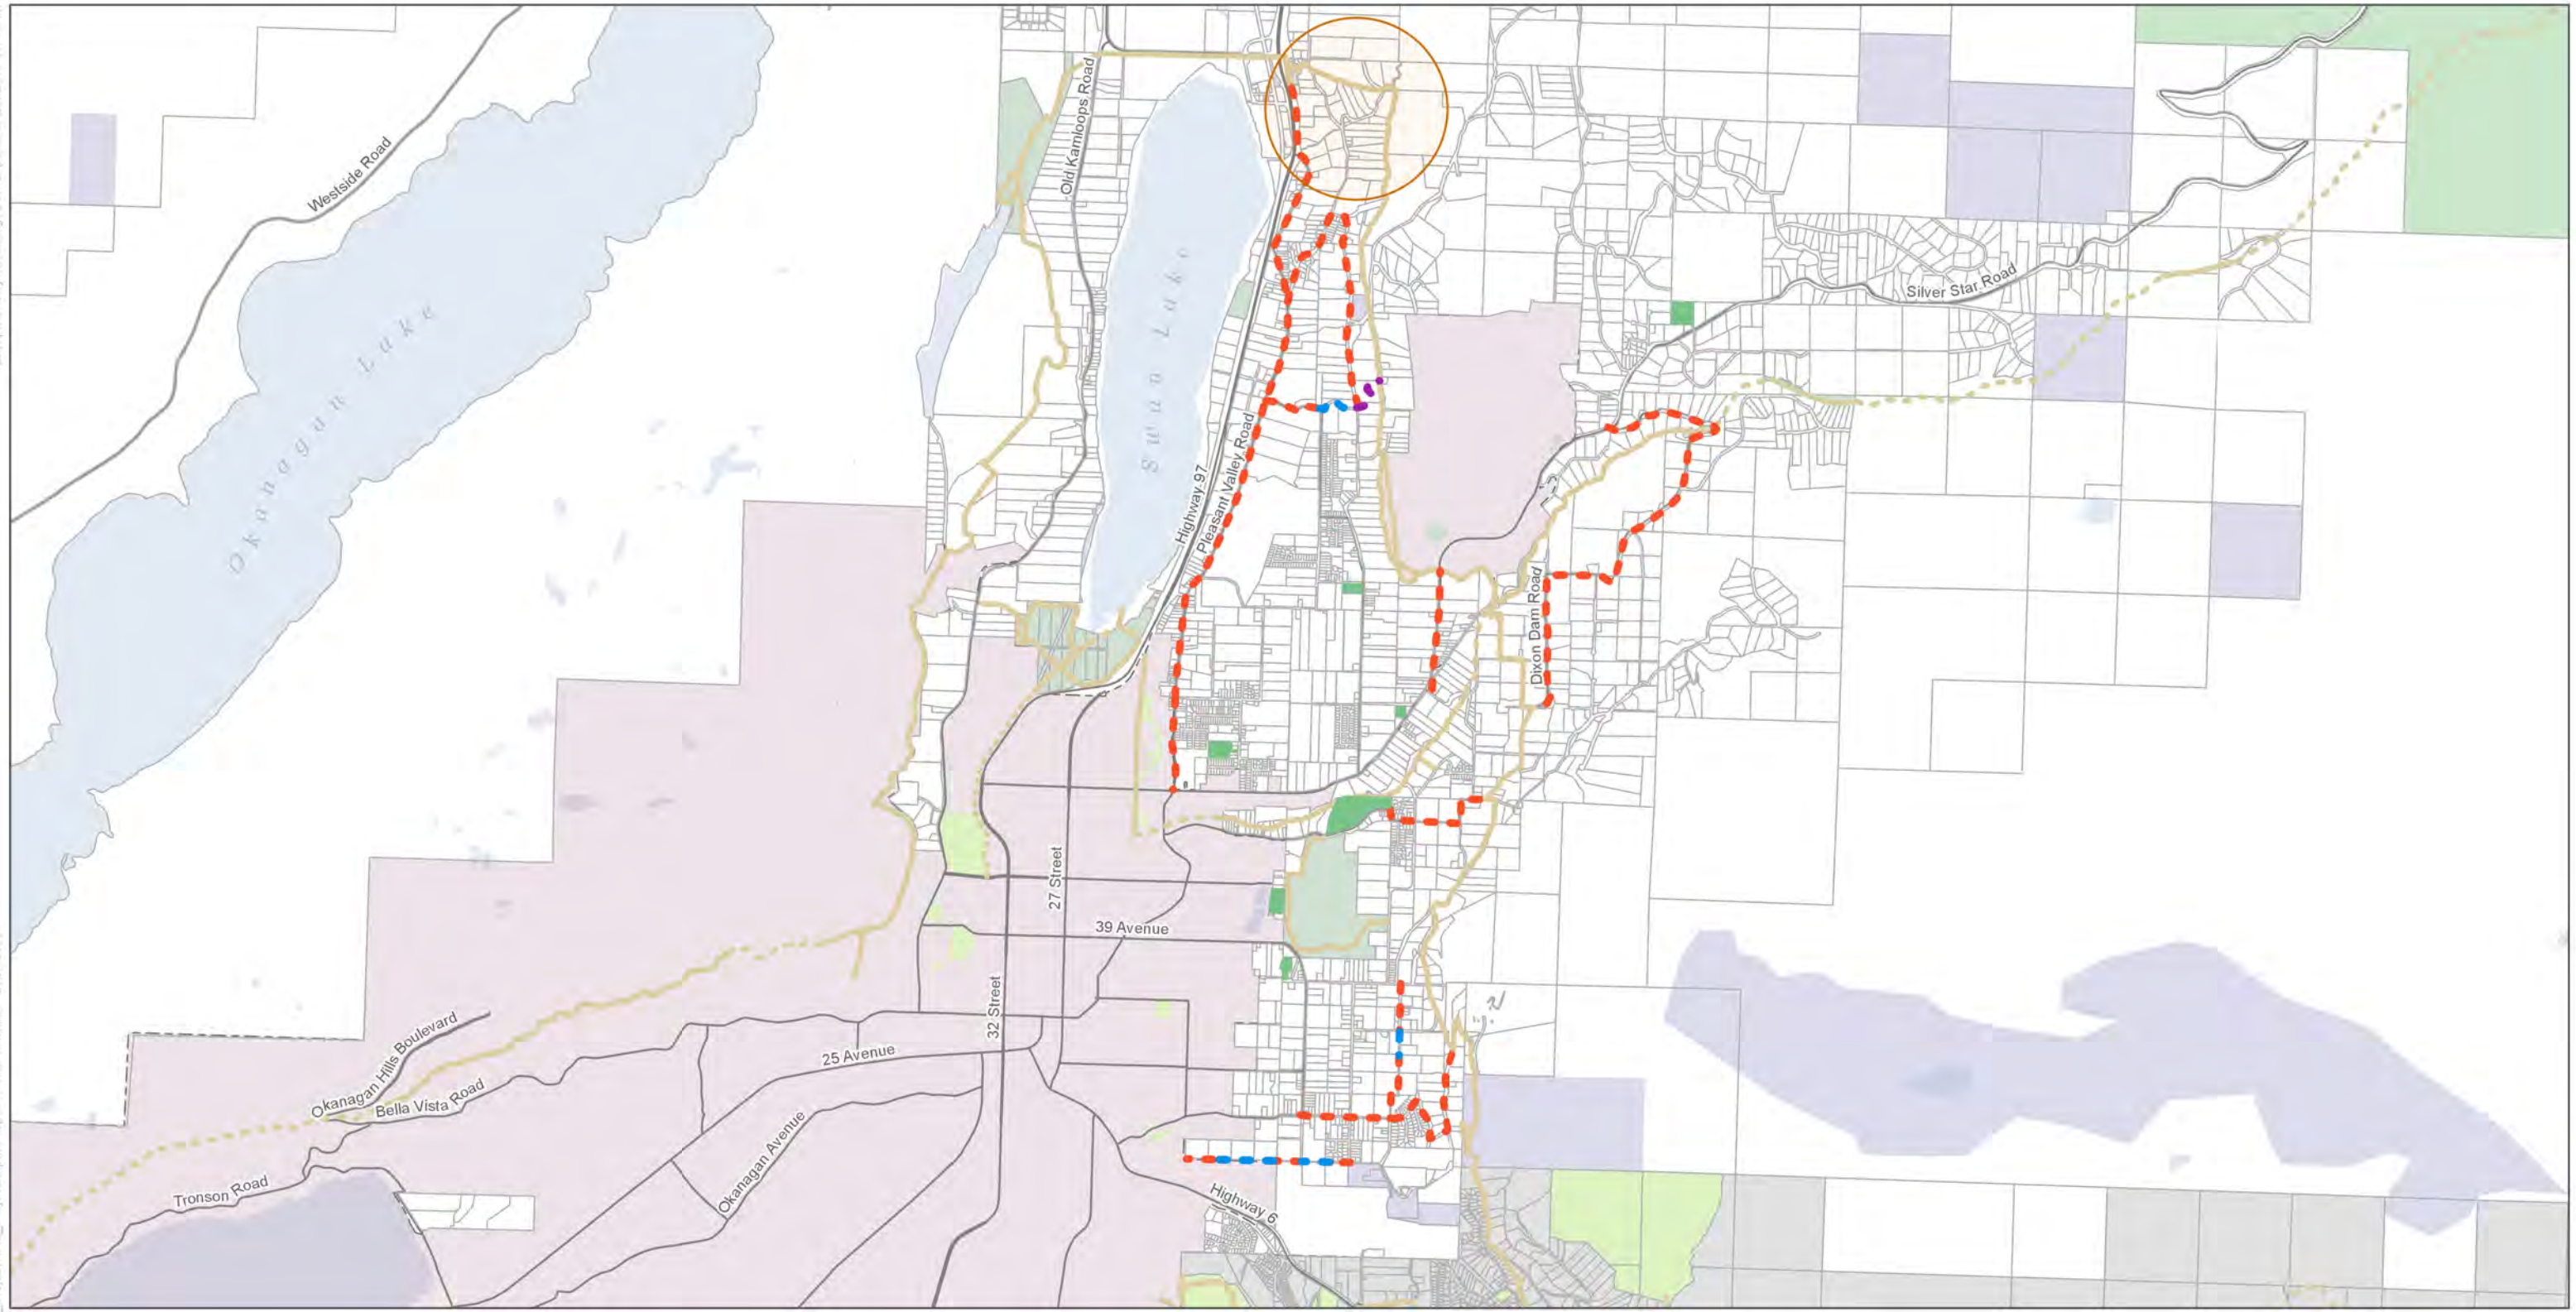 Westside Road
Old Kamloops Road
Okanagan Lake
Swan Lake
Silver Star Road
Highway 97
Pleasant Valley Road
Dixon Dam Road
27 Street
39 Avenue
32 Street
25 Avenue
Okanagan Hills Boulevard
Bella Vista Road
Okanagan Avenue
Tronson Road
Highway 6